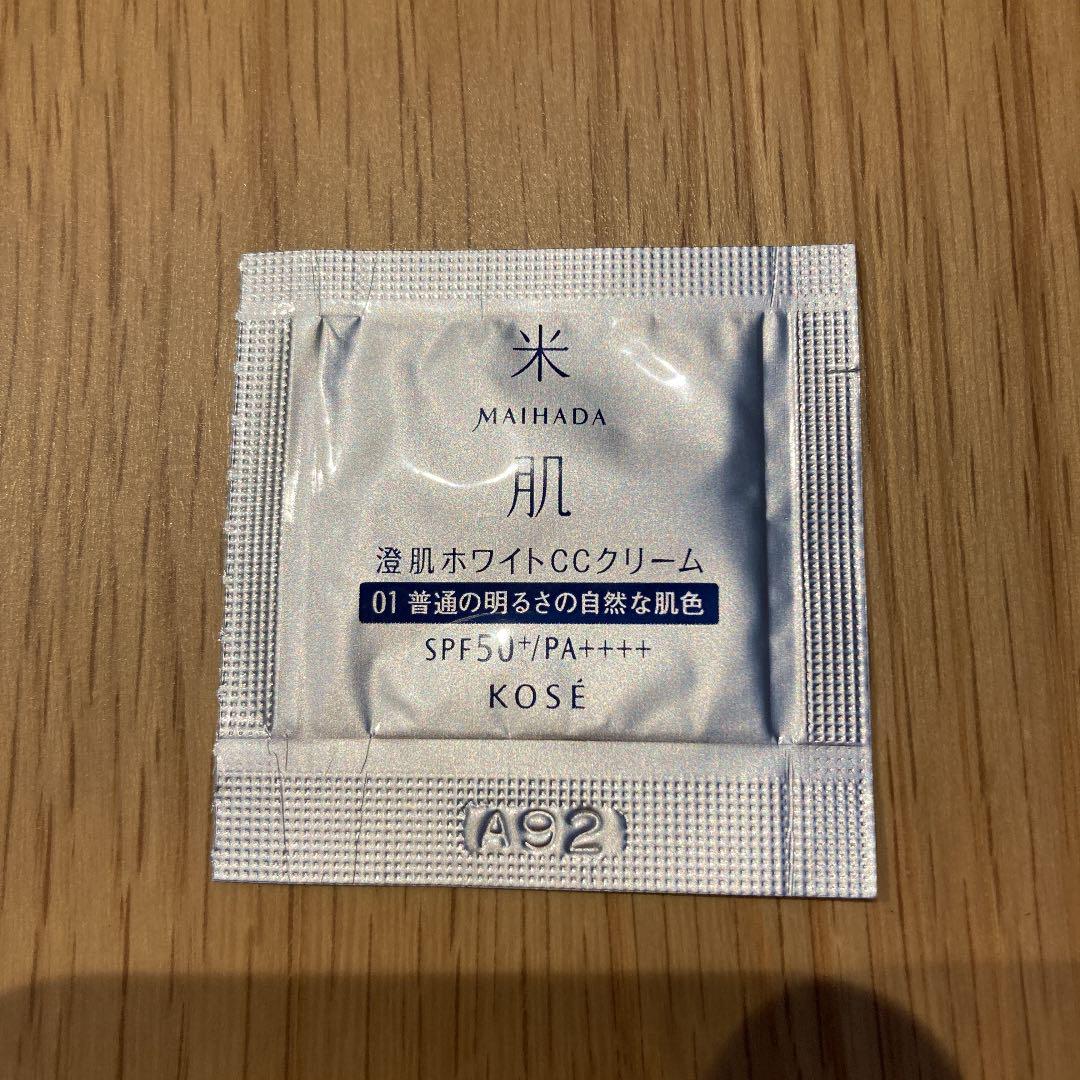 米
MAIHADA
肌
澄肌ホワイトCCクリーム
01 普通の明るさの自然な肌色
SPF50+/PA++++
KOSÉ
A92